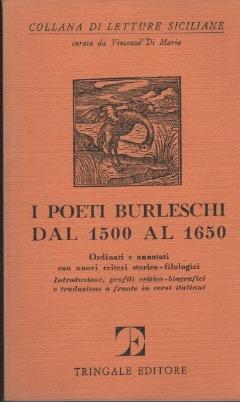 COLLANA DI LETTURE SICILIANE
curata da Vincenzo Di Maria
I POETI BURLESCHI
DAL 1500 AL 1650
Ordinati e annotati
con nuovi criteri storico-filologici
Introduzione, profili critico-biografici
e traduzione a fronte in versi italiani
TRINGALE EDITORE